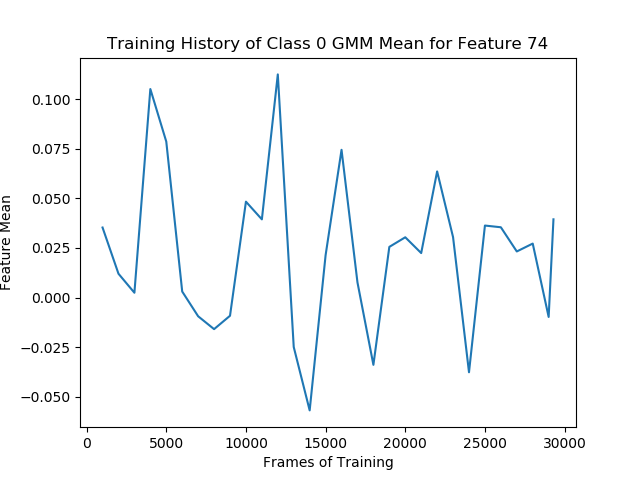 Training History of Class 0 GMM Mean for Feature 74
Feature Mean
0.100
0.075
0.050
0.025
0.000
−0.025
−0.050
0 5000 10000 15000 20000 25000 30000
Frames of Training